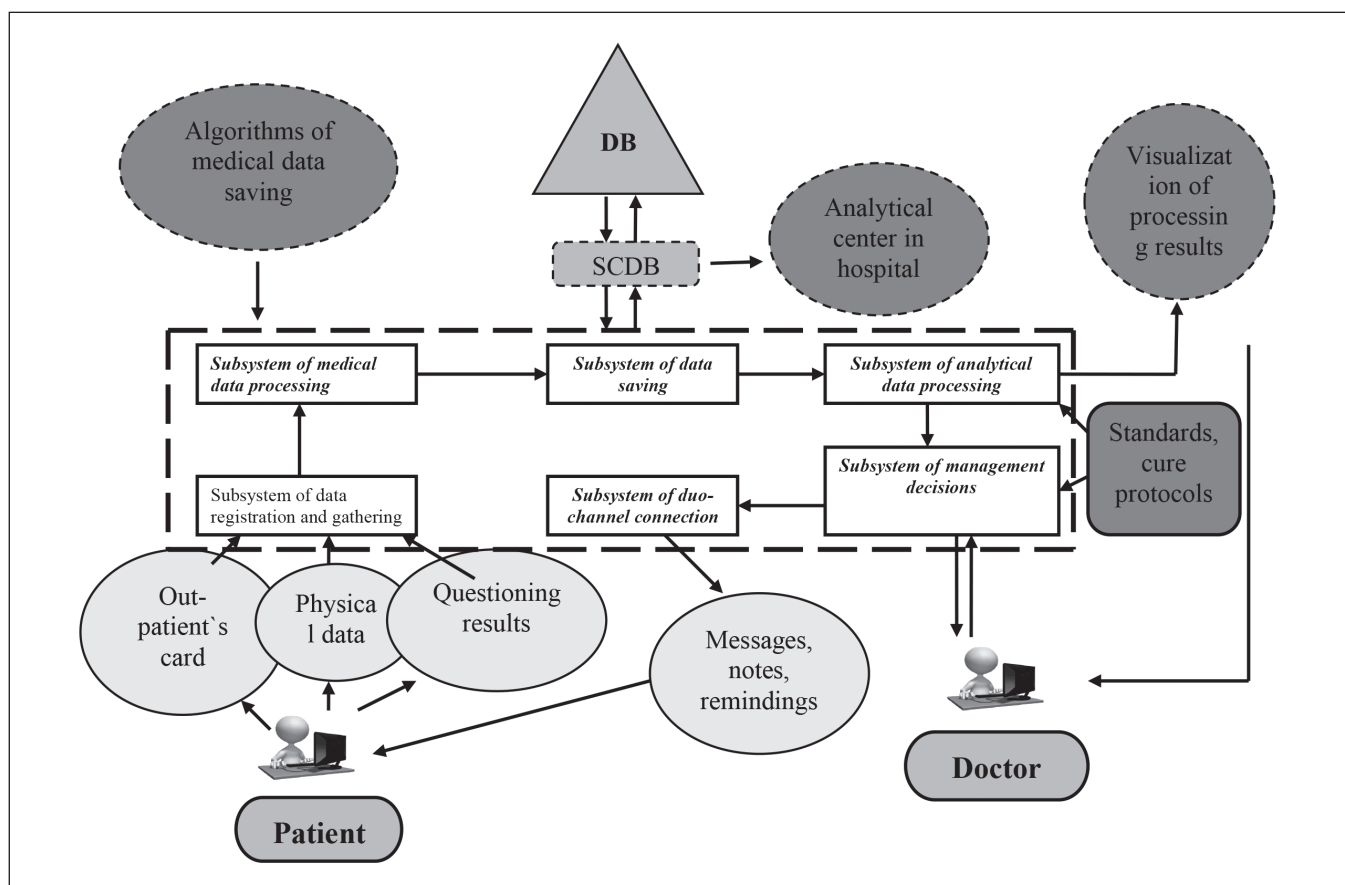 Algorithms of
medical data
saving
DB
Visualizat
ion of
processin
g results
Analytical
center in
hospital
SCDB
Subsystem of medical
data processing
Subsystem of data
saving
Subsystem of analytical
data processing
Standards,
cure
protocols
Subsystem of data
registration and gathering
Subsystem of duo-
channel connection
Subsystem of management
decisions
Out-
patient`s
card
Physica
l data
Questioning
results
Messages,
notes,
remindings
Doctor
Patient